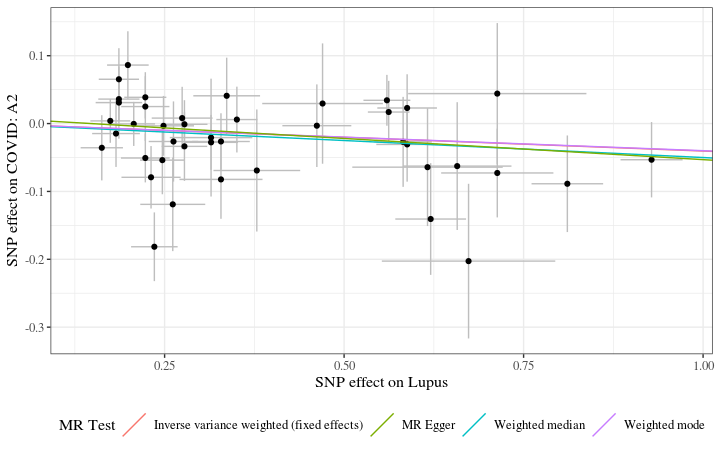 SNP effect on COVID: A2
0.1
0.0
-0.1
-0.2
-0.3
0.25
0.50
0.75
1.00
SNP effect on Lupus
MR Test
Inverse variance weighted (fixed effects)
MR Egger
Weighted median
Weighted mode